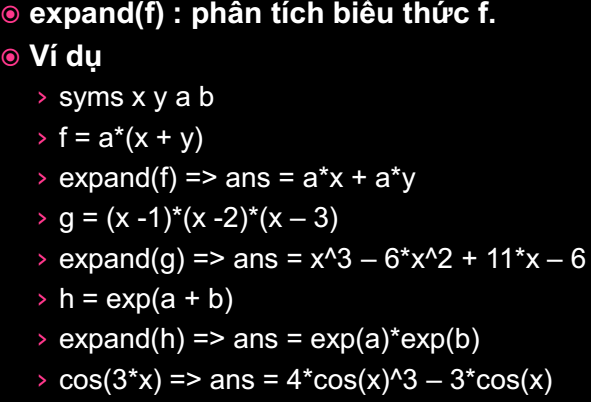 expand(f) : phân tích biểu thức f.
Ví dụ
syms x y a b
f = a*(x + y)
expand(f) => ans = a*x + a*y
g = (x -1)*(x -2)*(x – 3)
expand(g) => ans = x^3 – 6*x^2 + 11*x – 6
h = exp(a + b)
expand(h) => ans = exp(a)*exp(b)
cos(3*x) => ans = 4*cos(x)^3 – 3*cos(x)